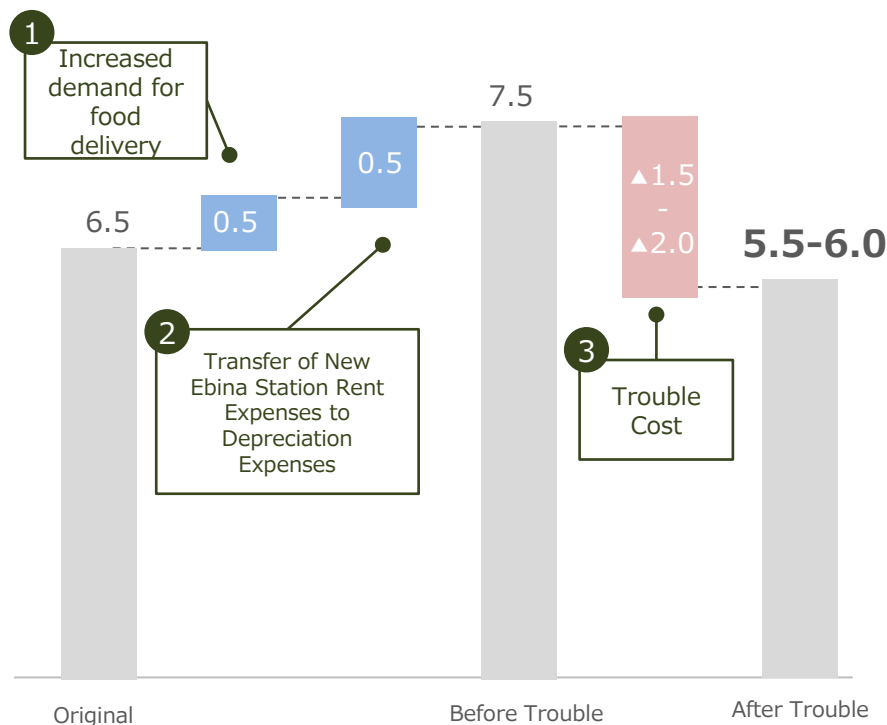 1
Increased
demand for
food
delivery
7.5
0.5
▲1.5
-
▲2.0
6.5
0.5
5.5-6.0
2
Transfer of New
Ebina Station Rent
Expenses to
Depreciation
Expenses
3
Trouble
Cost
Original
Before Trouble
After Trouble